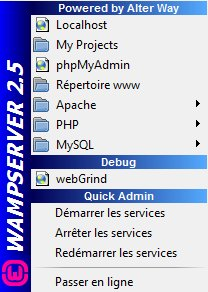 Powered by Alter Way
Localhost
My Projects
phpMyAdmin
Répertoire www
Apache
PHP
MySQL
Debug
webGrind
Quick Admin
Démarrer les services
Arrêter les services
Redémarrer les services
Passer en ligne
WAMPSERVER 2.5